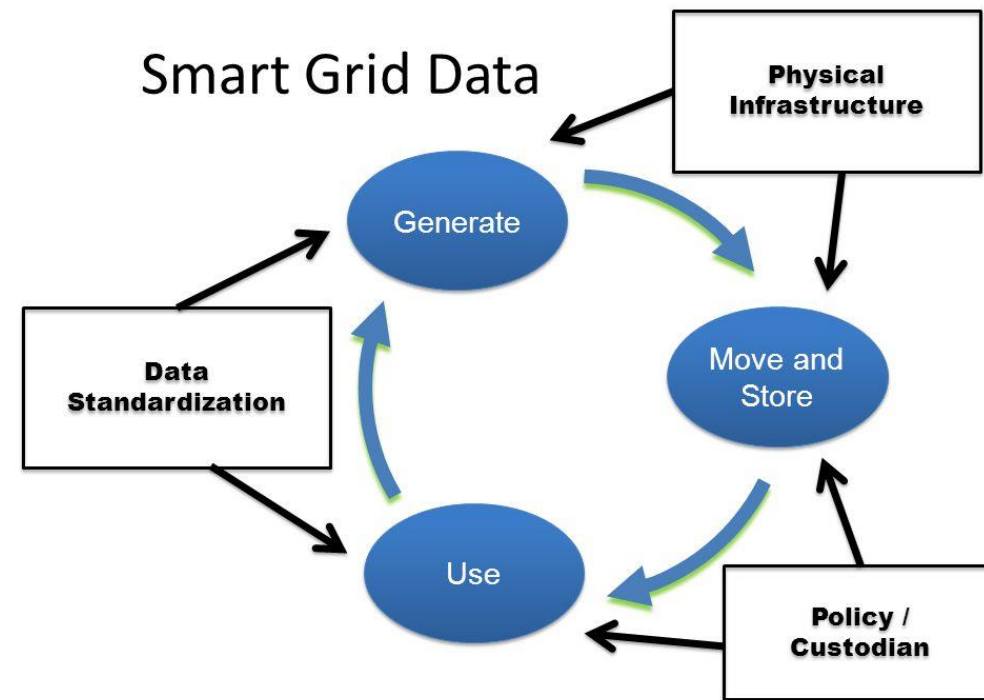 Smart Grid Data
Physical
Infrastructure
Generate
Data
Standardization
Move and
Store
Use
Policy /
Custodian